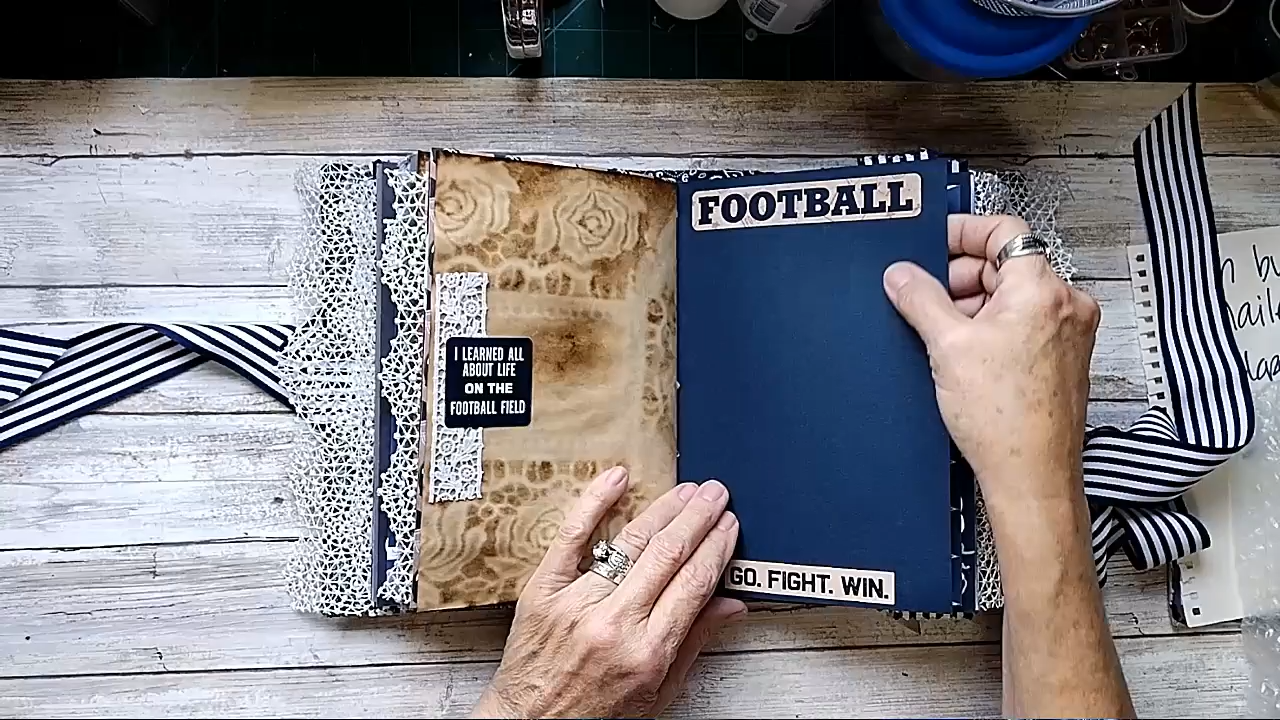 I LEARNED ALL
ABOUT LIFE
ON THE
FOOTBALL FIELD
FOOTBALL
GO. FIGHT. WIN.